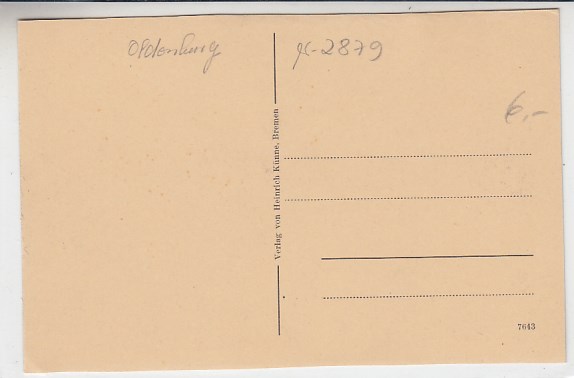 Oldenburg
K-2879
6,-
Verlag von Heinrich Künne, Bremen
7643